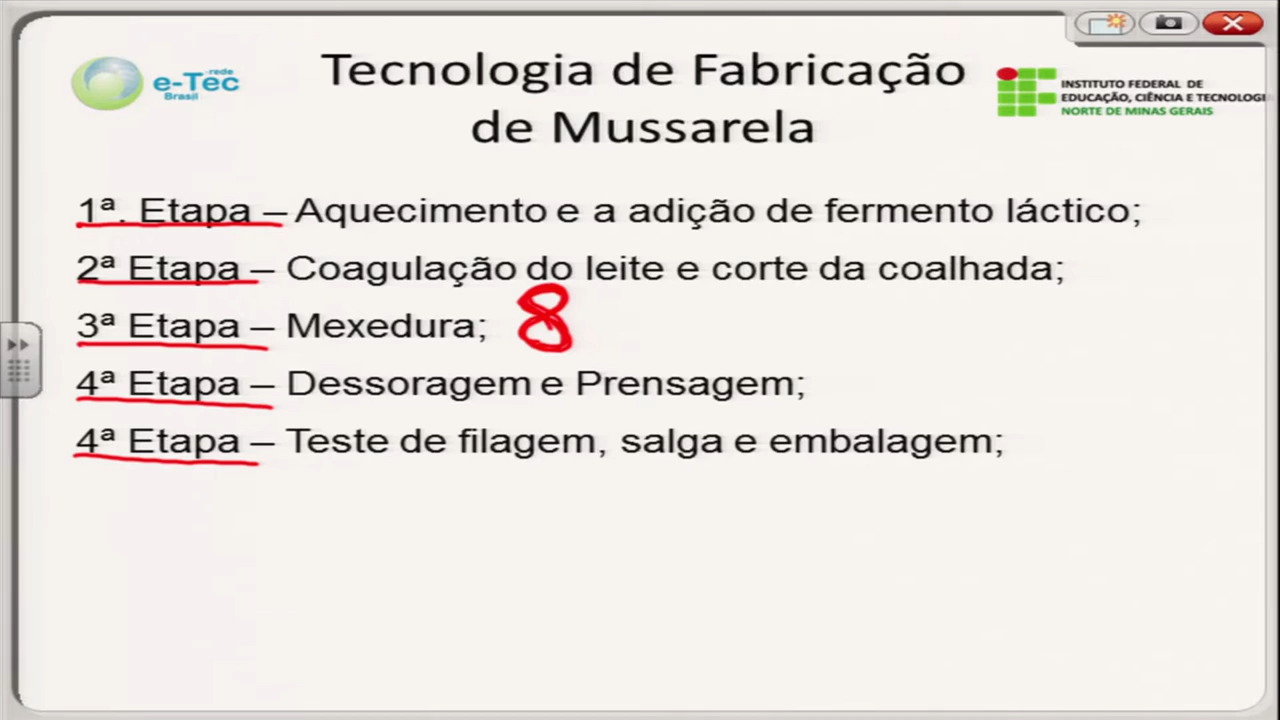 Tecnologia de Fabricação
de Mussarela
rede
e-Tec
Brasil
INSTITUTO FEDERAL DE
EDUCAÇÃO, CIÊNCIA E TECNOLOGI
NORTE DE MINAS GERAIS
1ª. Etapa – Aquecimento e a adição de fermento láctico;
2ª Etapa – Coagulação do leite e corte da coalhada;
3ª Etapa – Mexedura; 8
4ª Etapa – Dessoragem e Prensagem;
4ª Etapa – Teste de filagem, salga e embalagem;